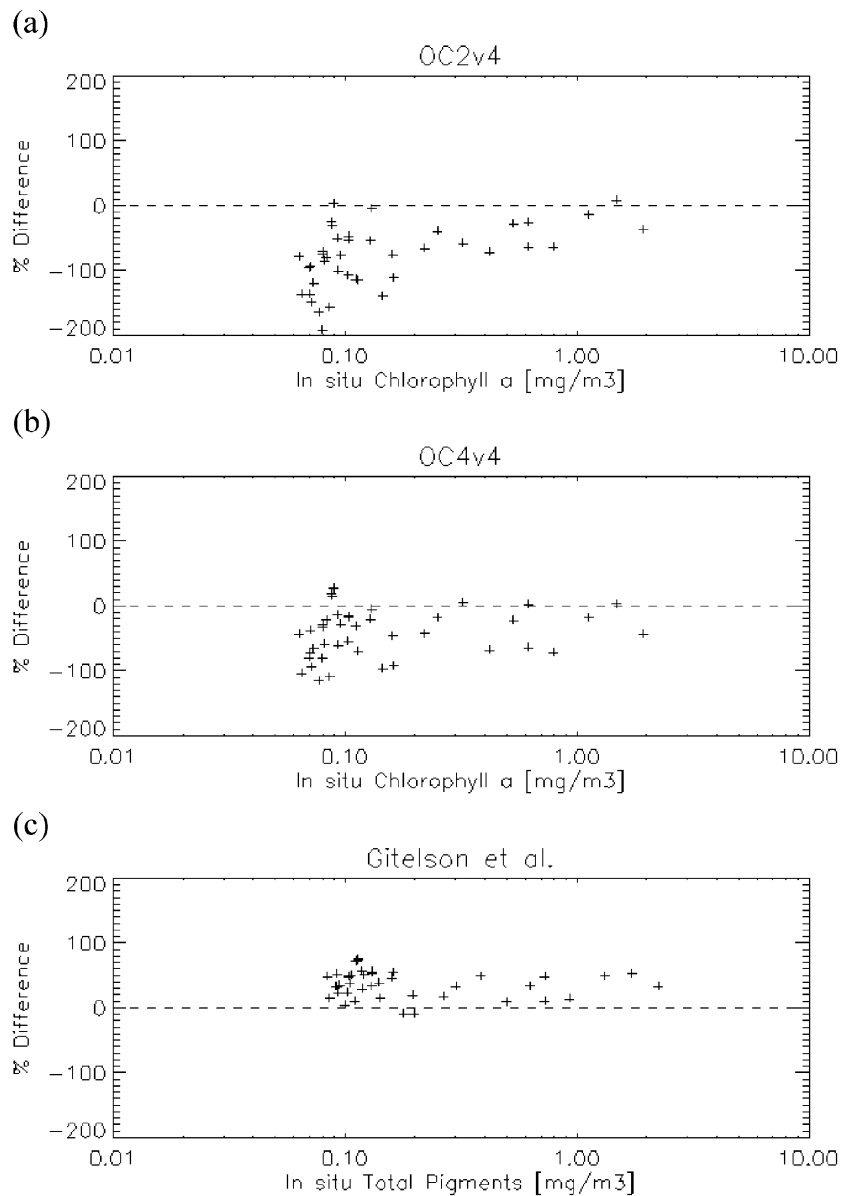 (a)
OC2v4
200
100
0
−100
−200
% Difference
0.01 0.10 1.00 10.00
In situ Chlorophyll a [mg/m3]
(b)
OC4v4
200
100
0
−100
−200
% Difference
0.01 0.10 1.00 10.00
In situ Chlorophyll a [mg/m3]
(c)
Gitelson et al.
200
100
0
−100
−200
% Difference
0.01 0.10 1.00 10.00
In situ Total Pigments [mg/m3]